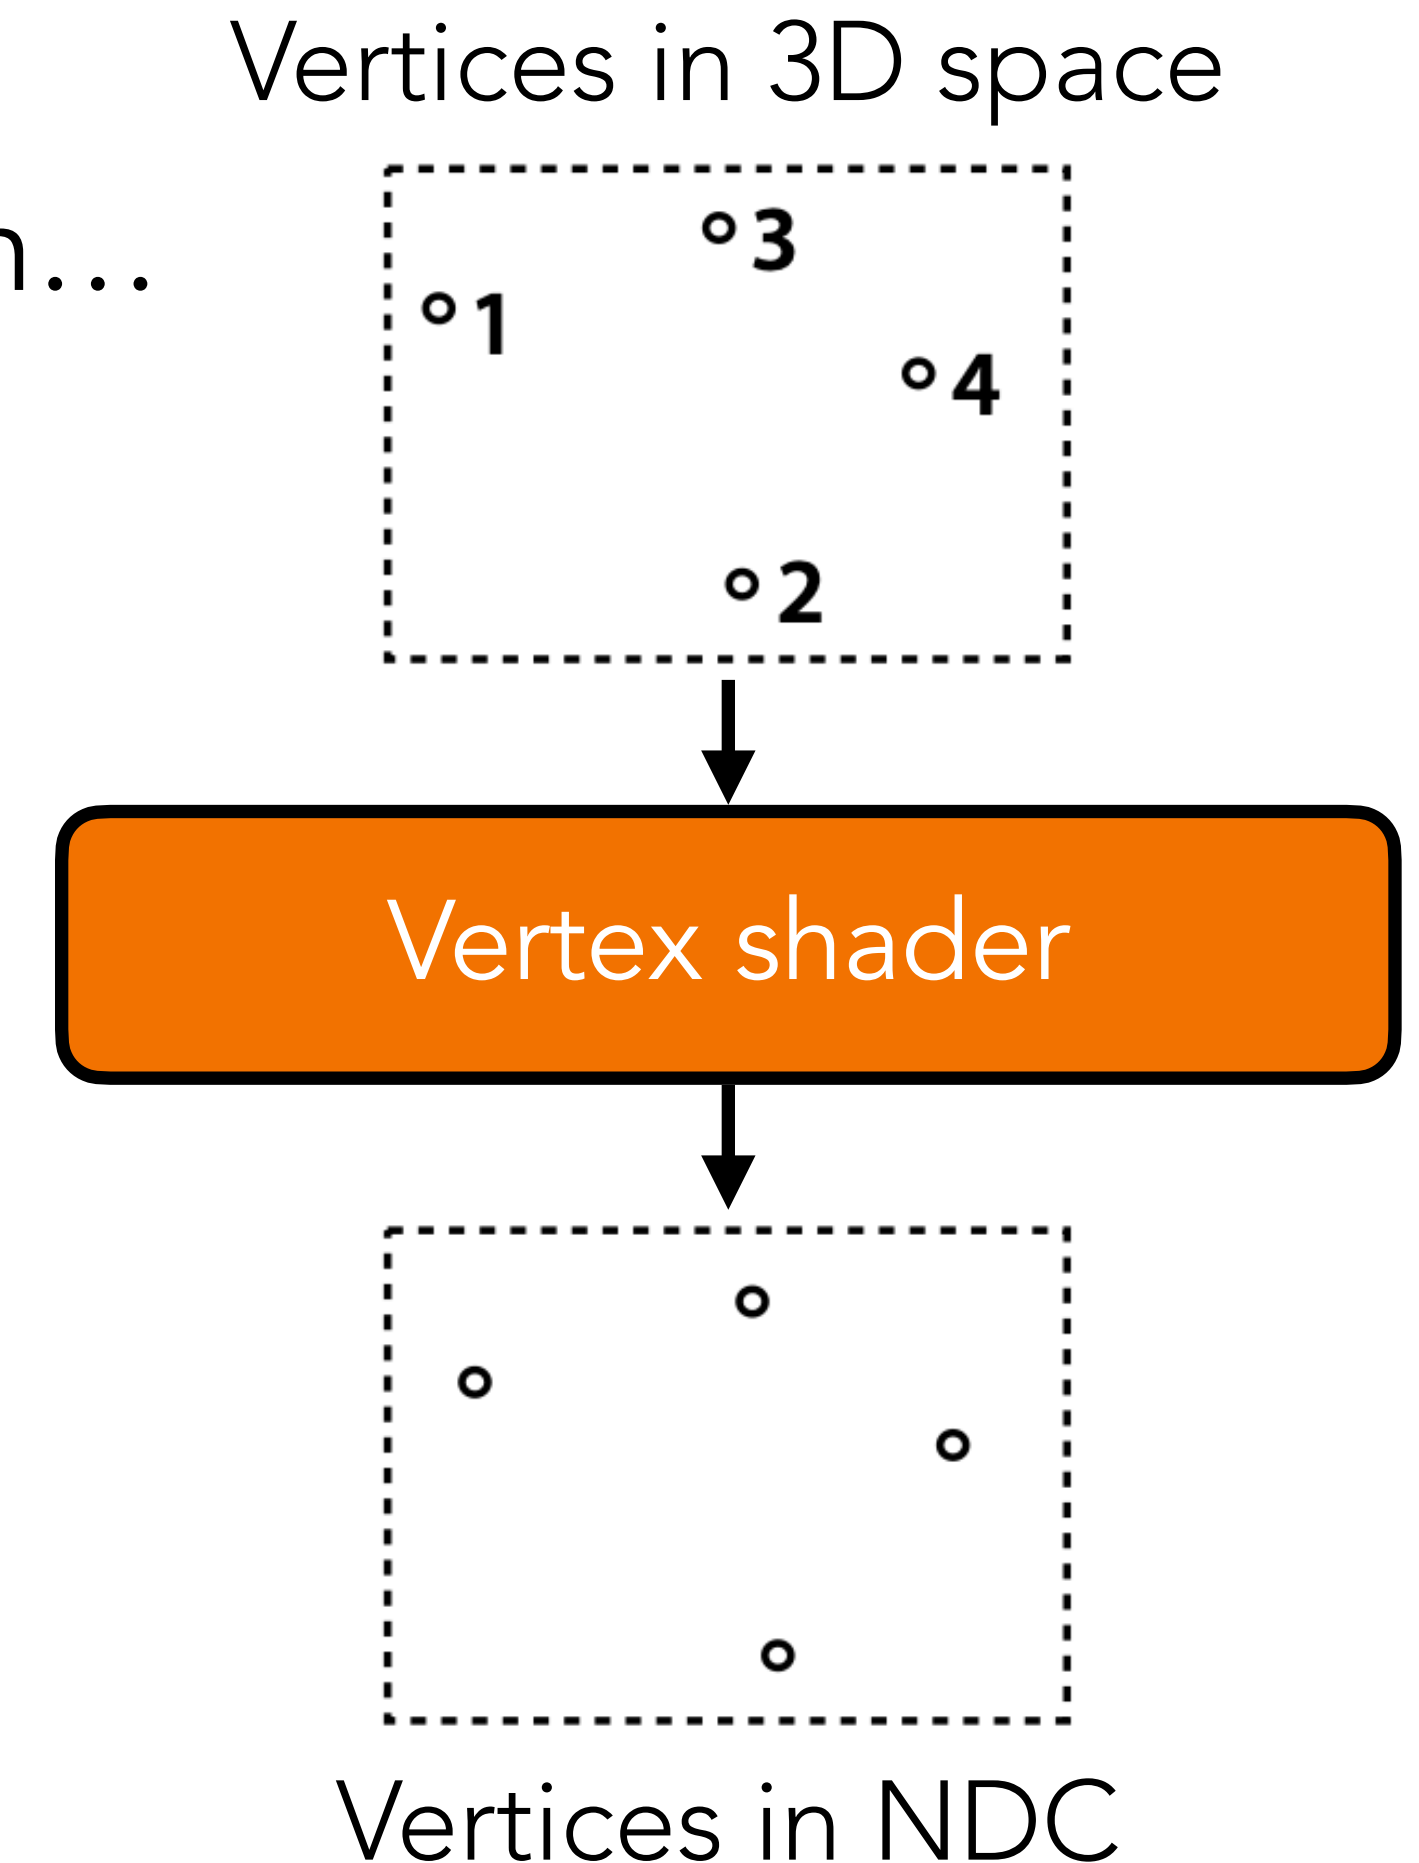 Vertices in 3D space
3
n...
1
4
2
Vertex shader
Vertices in NDC